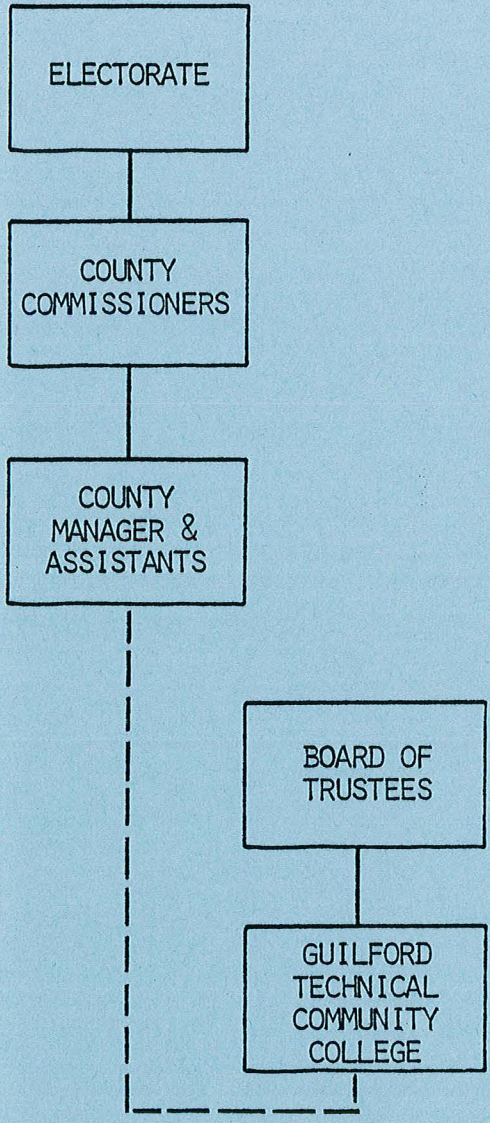 ELECTORATE
COUNTY
COMMISSIONERS
COUNTY
MANAGER &
ASSISTANTS
BOARD OF
TRUSTEES
GUILFORD
TECHNICAL
COMMUNITY
COLLEGE